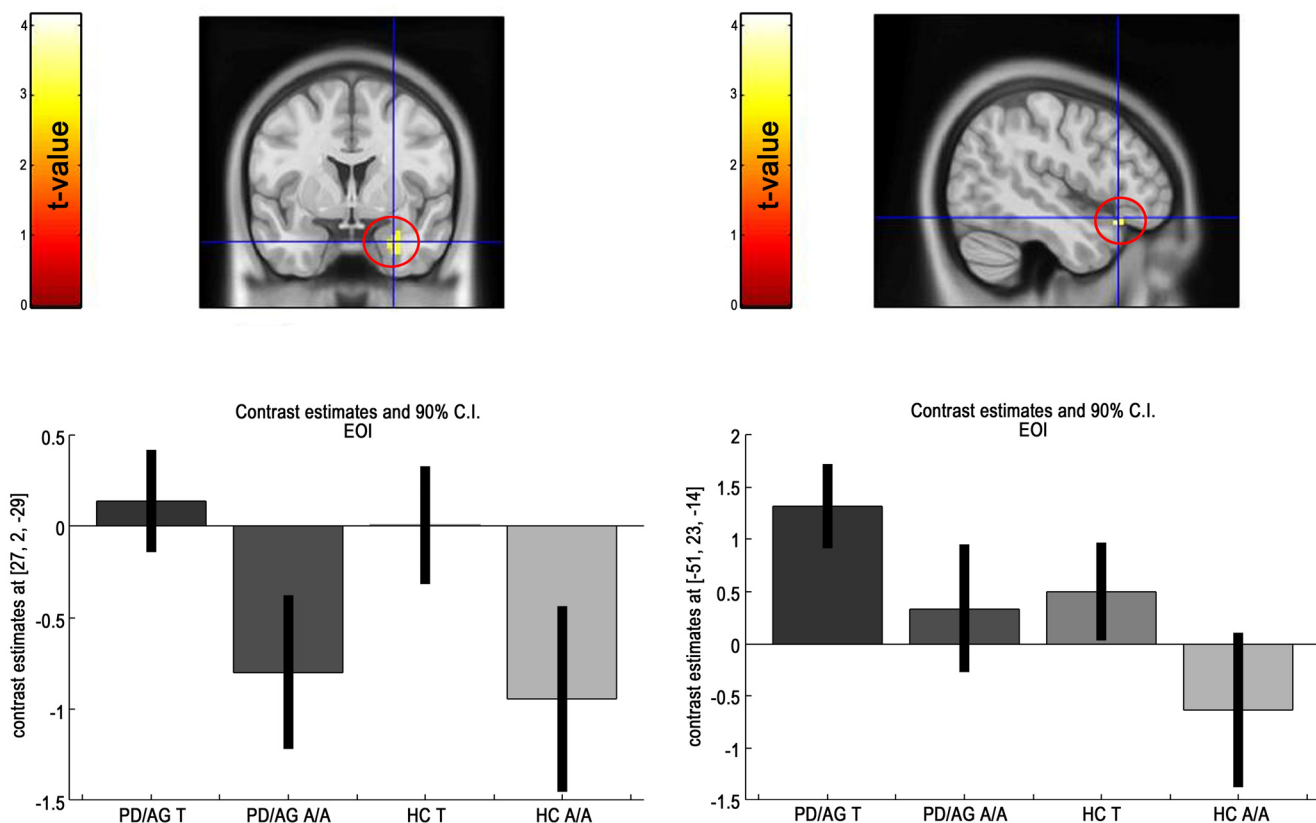 4
3
2
1
0
t-value
4
3
2
1
0
t-value
Contrast estimates and 90% C.I.
EOI
contrast estimates at [27, 2, -29]
0.5
0
-0.5
-1
-1.5
PD/AG T
PD/AG A/A
HC T
HC A/A
Contrast estimates and 90% C.I.
EOI
contrast estimates at [-51, 23, -14]
2
1.5
1
0.5
0
-0.5
-1
-1.5
PD/AG T
PD/AG A/A
HC T
HC A/A